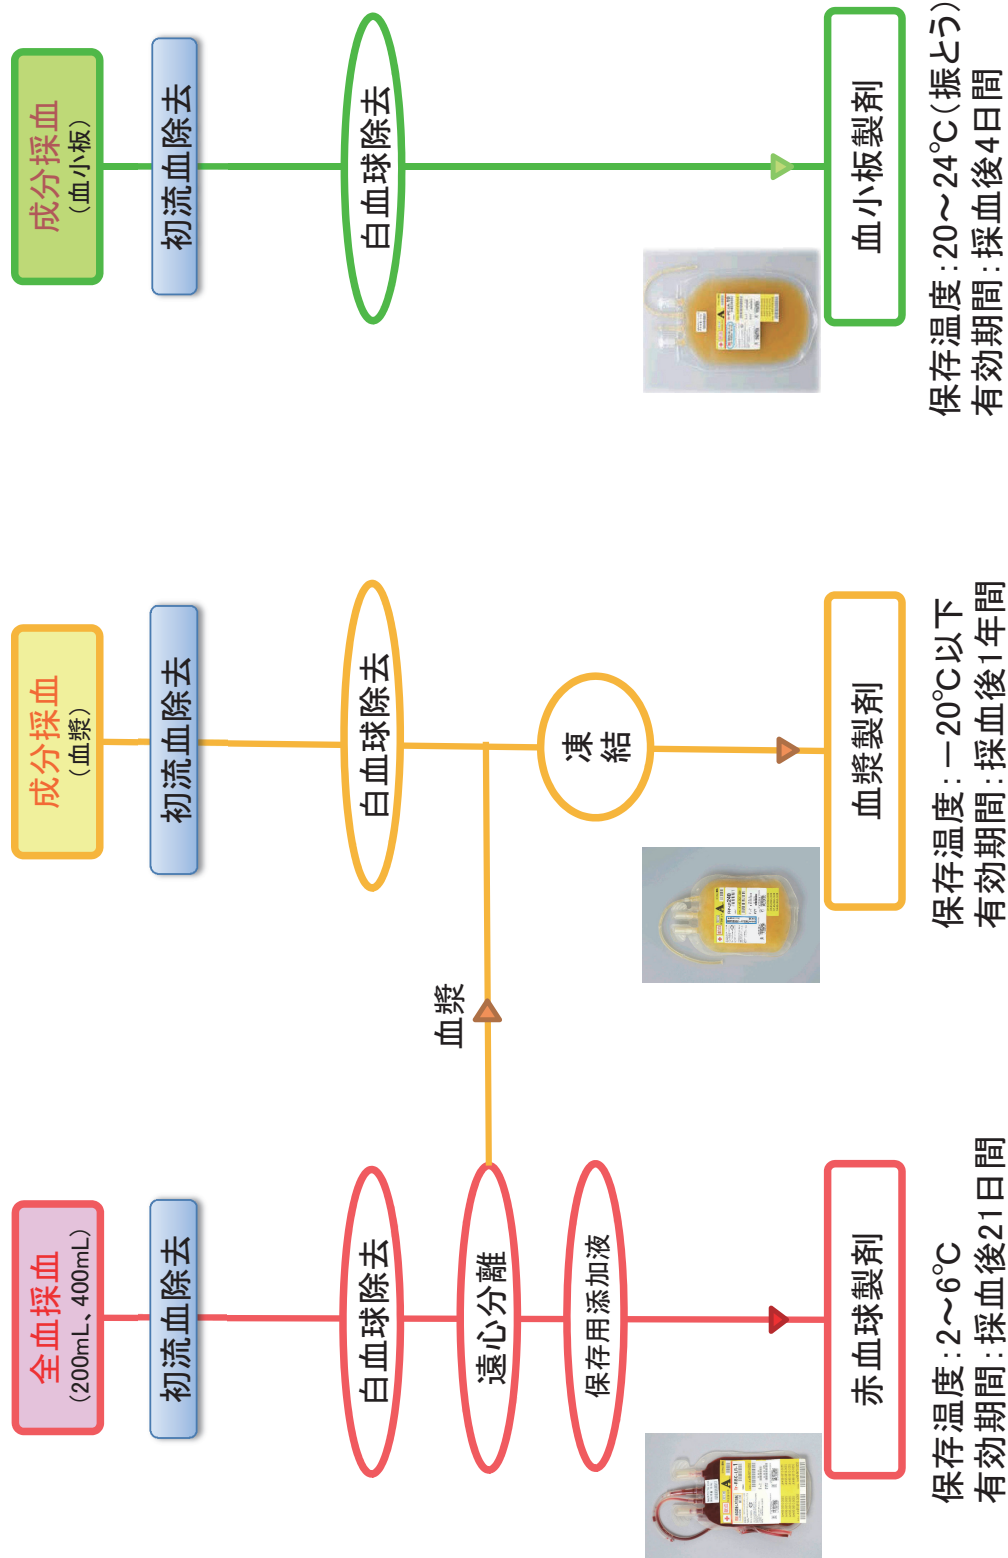 全血採血
(200mL、400mL)
初流血除去
白血球除去
遠心分離
保存用添加液
赤血球製剤
保存温度:2～6℃
有効期間:採血後21日間
血漿
成分採血
(血漿)
初流血除去
白血球除去
凍結
血漿製剤
保存温度:－20℃以下
有効期間:採血後1年間
成分採血
(血小板)
初流血除去
白血球除去
血小板製剤
保存温度:20～24℃(振とう)
有効期間:採血後4日間